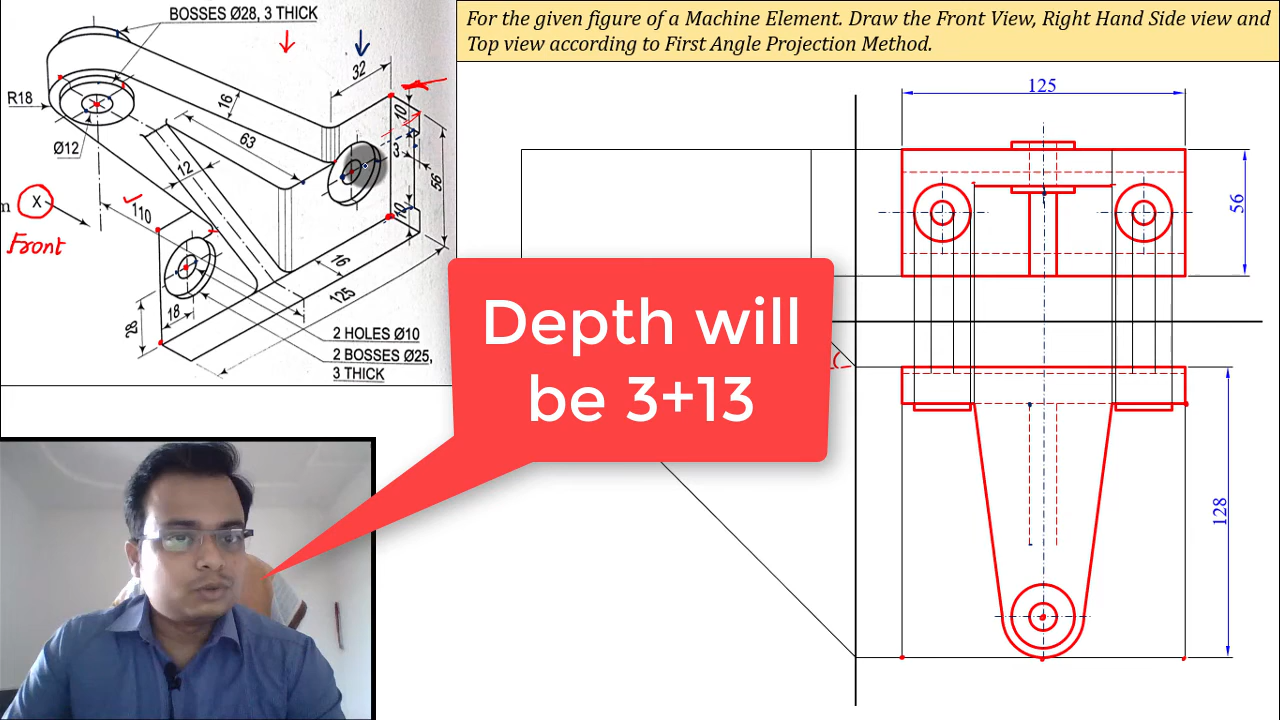 BOSSES Ø28, 3 THICK
For the given figure of a Machine Element. Draw the Front View, Right Hand Side view and
Top view according to First Angle Projection Method.
32
R18
16
10
Ø12
63
3
56
12
X
110
10
Front
16
125
18
28
2 HOLES Ø10
2 BOSSES Ø25,
3 THICK
125
56
128
Depth will
be 3+13